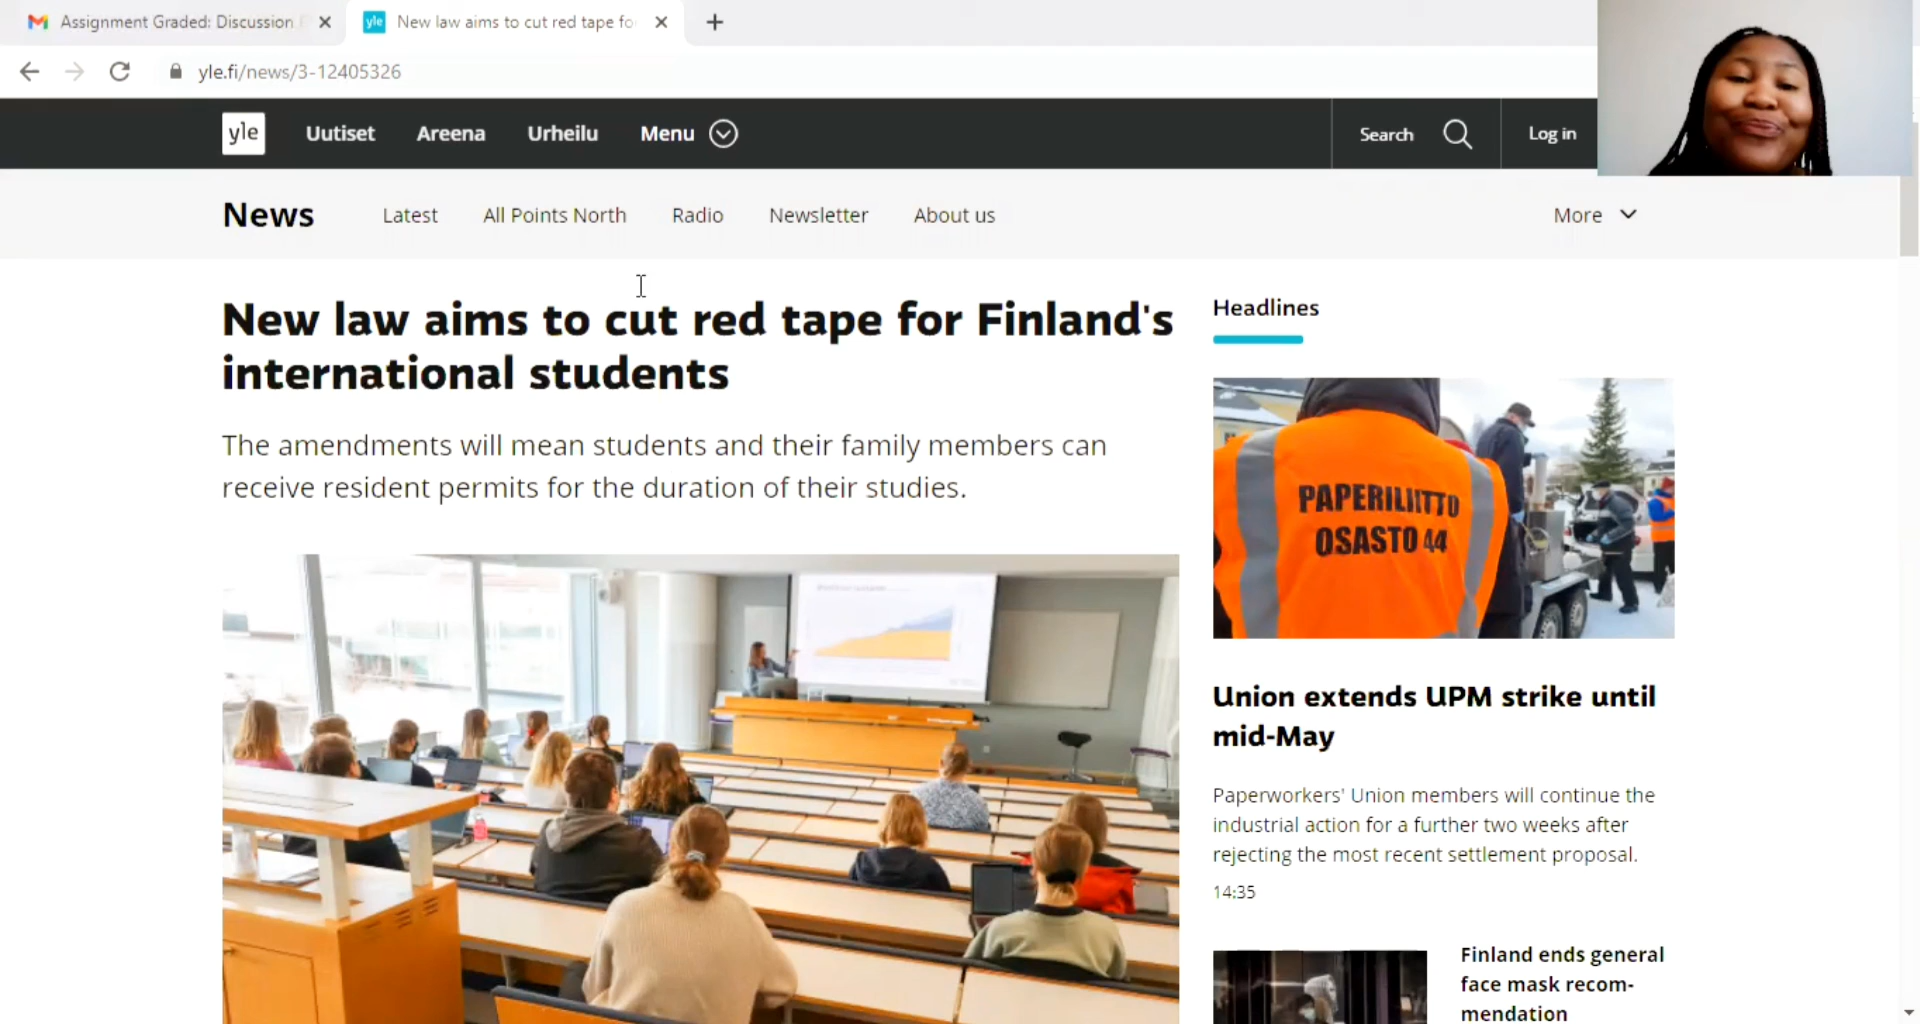 Assignment Graded: Discussion
yle
New law aims to cut red tape fo
yle.fi/news/3-12405326
yle
Uutiset
Areena
Urheilu
Menu
Search
Log in
News
Latest
All Points North
Radio
Newsletter
About us
More
New law aims to cut red tape for Finland's
international students
The amendments will mean students and their family members can
receive resident permits for the duration of their studies.
Headlines
PAPERILIITTO
OSASTO 44
Union extends UPM strike until
mid-May
Paperworkers' Union members will continue the
industrial action for a further two weeks after
rejecting the most recent settlement proposal.
14:35
Finland ends general
face mask recom-
mendation